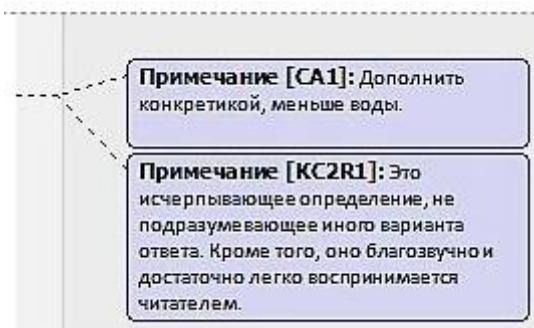 Примечание [CA1]: Дополнить
конкретикой, меньше воды.
Примечание [KC2R1]: Это
исчерпывающее определение, не
подразумевающее иного варианта
ответа. Кроме того, оно благозвучно и
достаточно легко воспринимается
читателем.